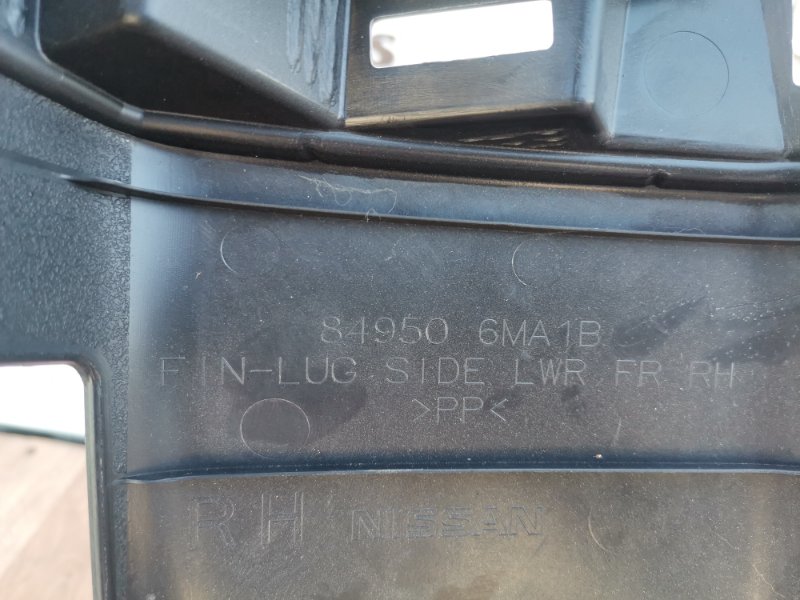 84950 6MA1B
FIN-LUG SIDE LWR FR RH
>PP<
RH NISSAN